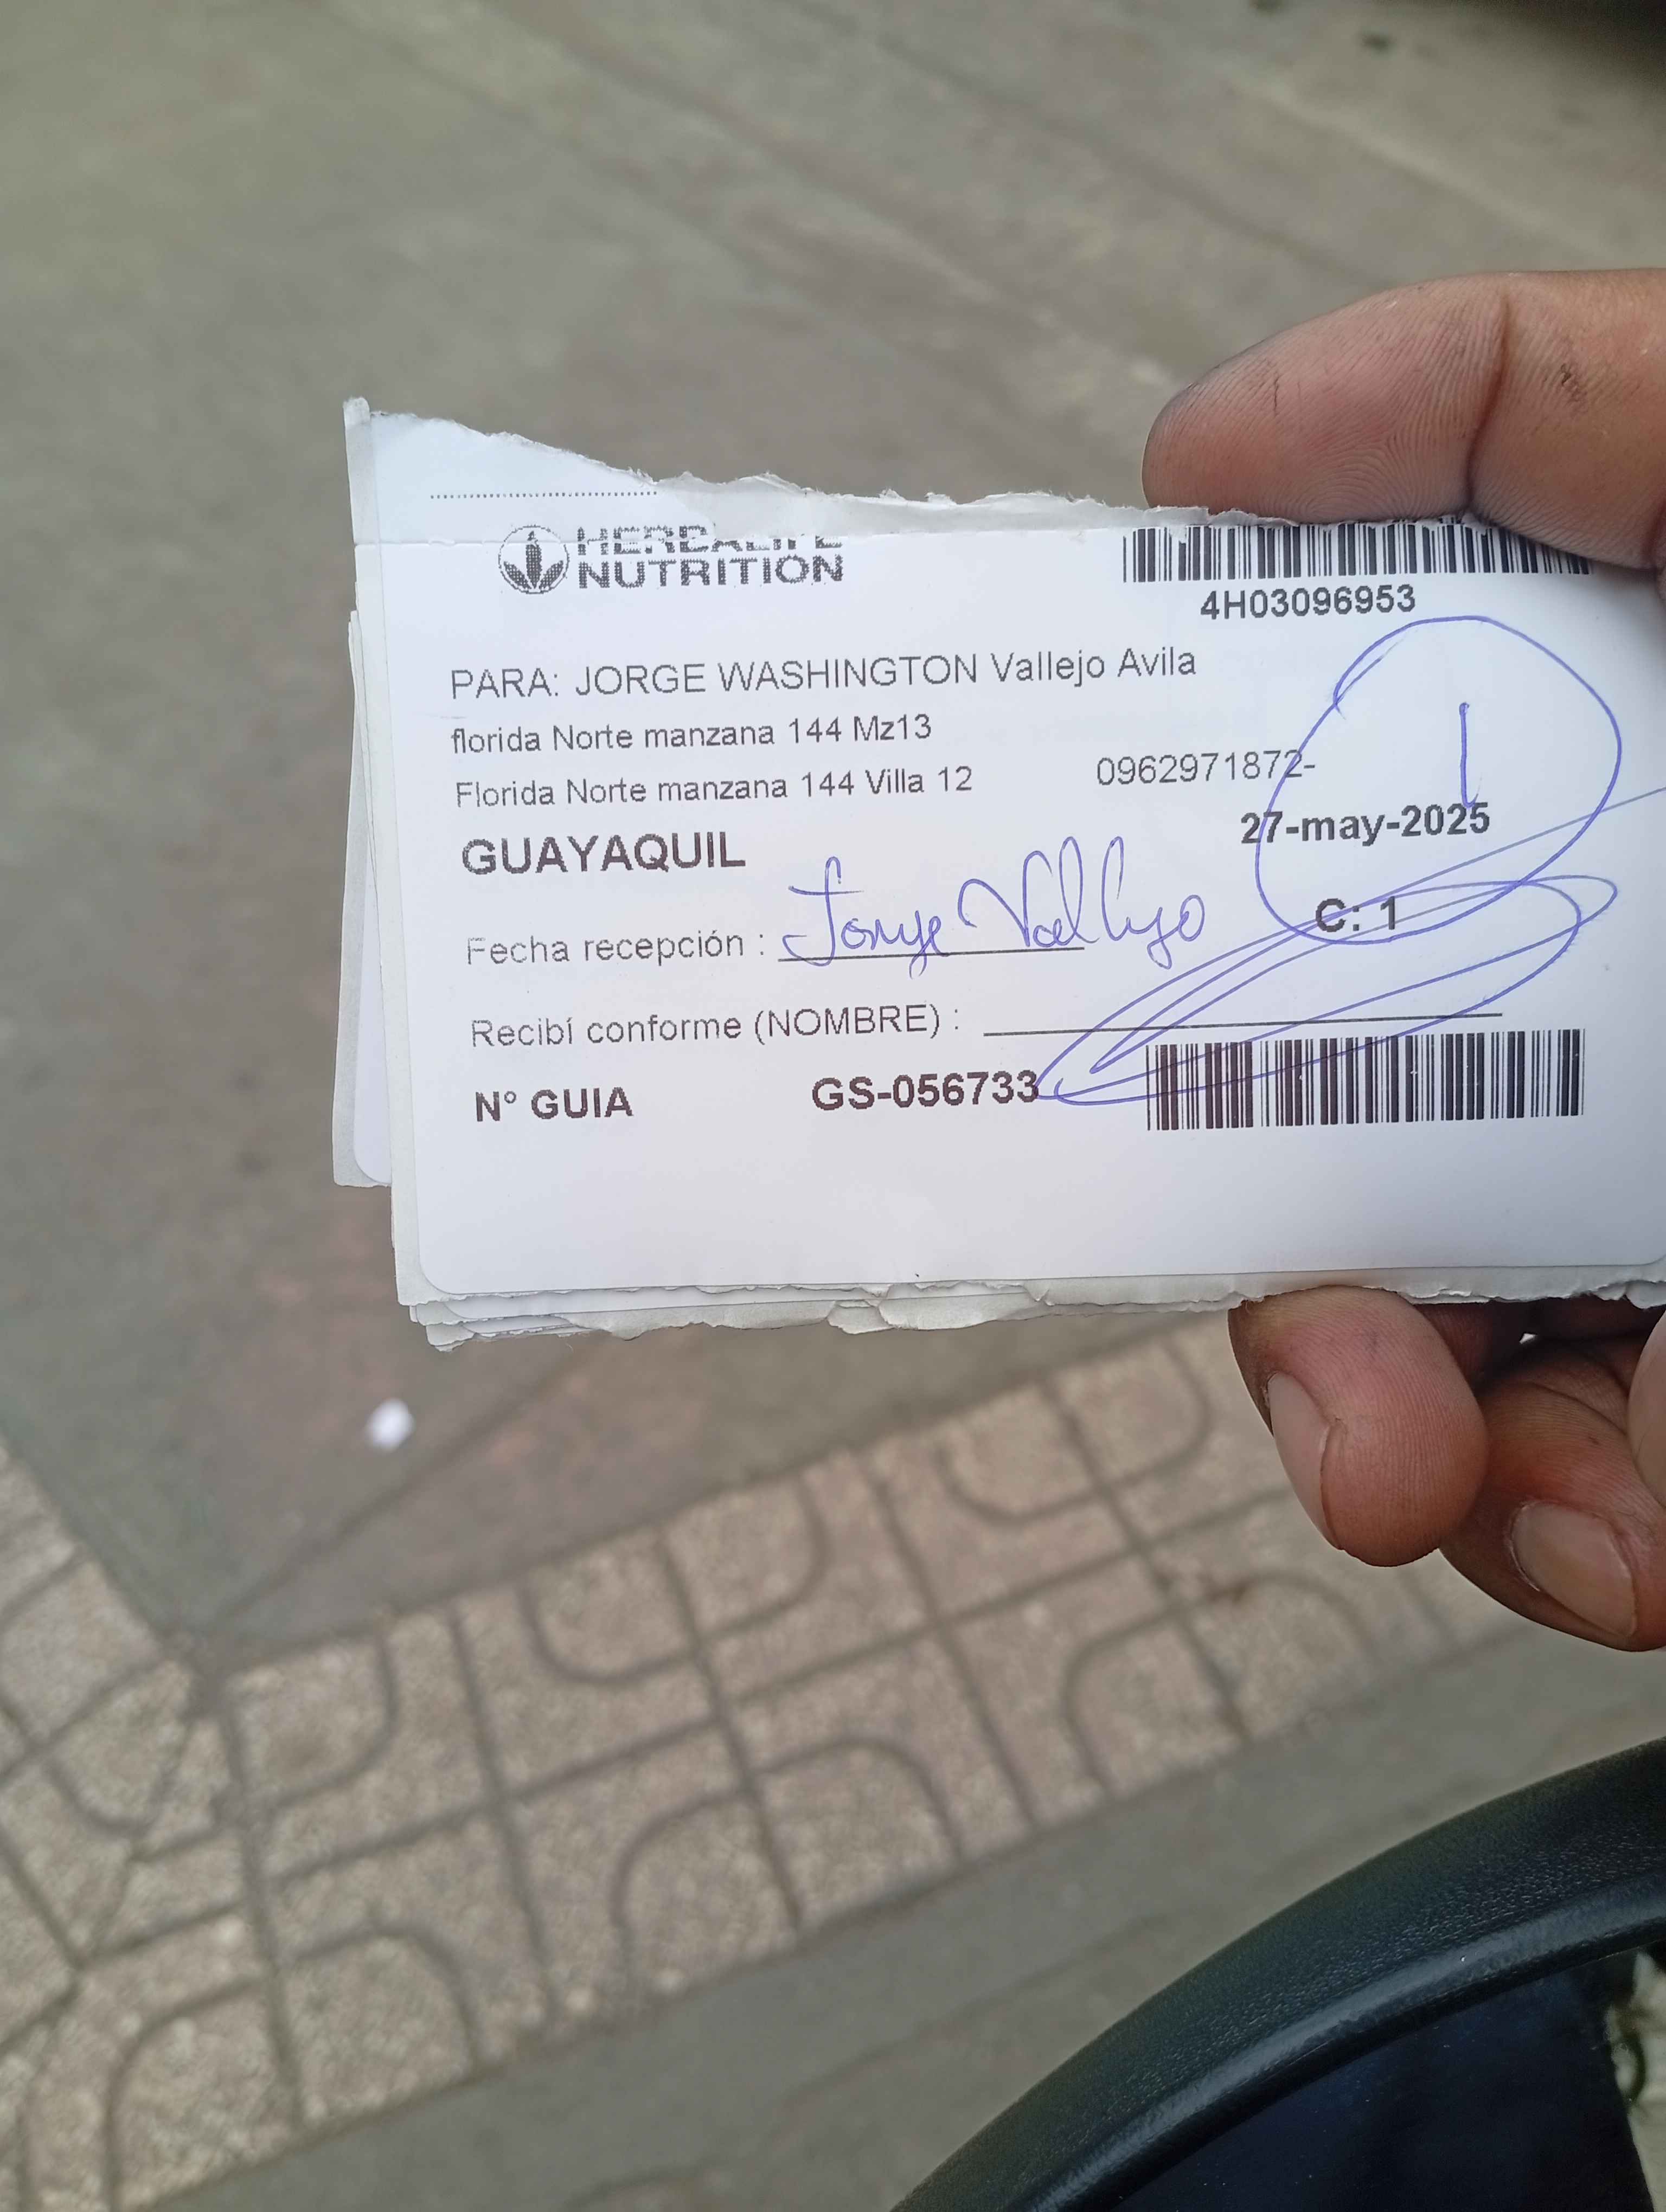 HERBALIFE
NUTRITION
4H03096953
PARA: JORGE WASHINGTON Vallejo Avila
florida Norte manzana 144 Mz13
Florida Norte manzana 144 Villa 12
0962971872-
1
27-may-2025
GUAYAQUIL
C: 1
Fecha recepción : Jorge Vallejo
Recibí conforme (NOMBRE) :
N° GUIA GS-056733